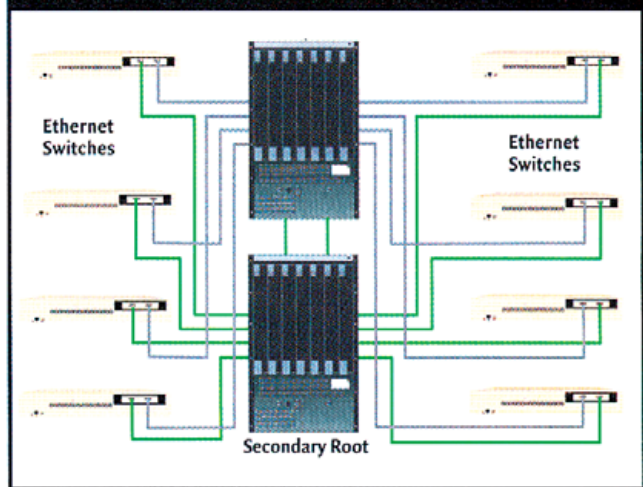 Ethernet
Switches
Ethernet
Switches
Secondary Root